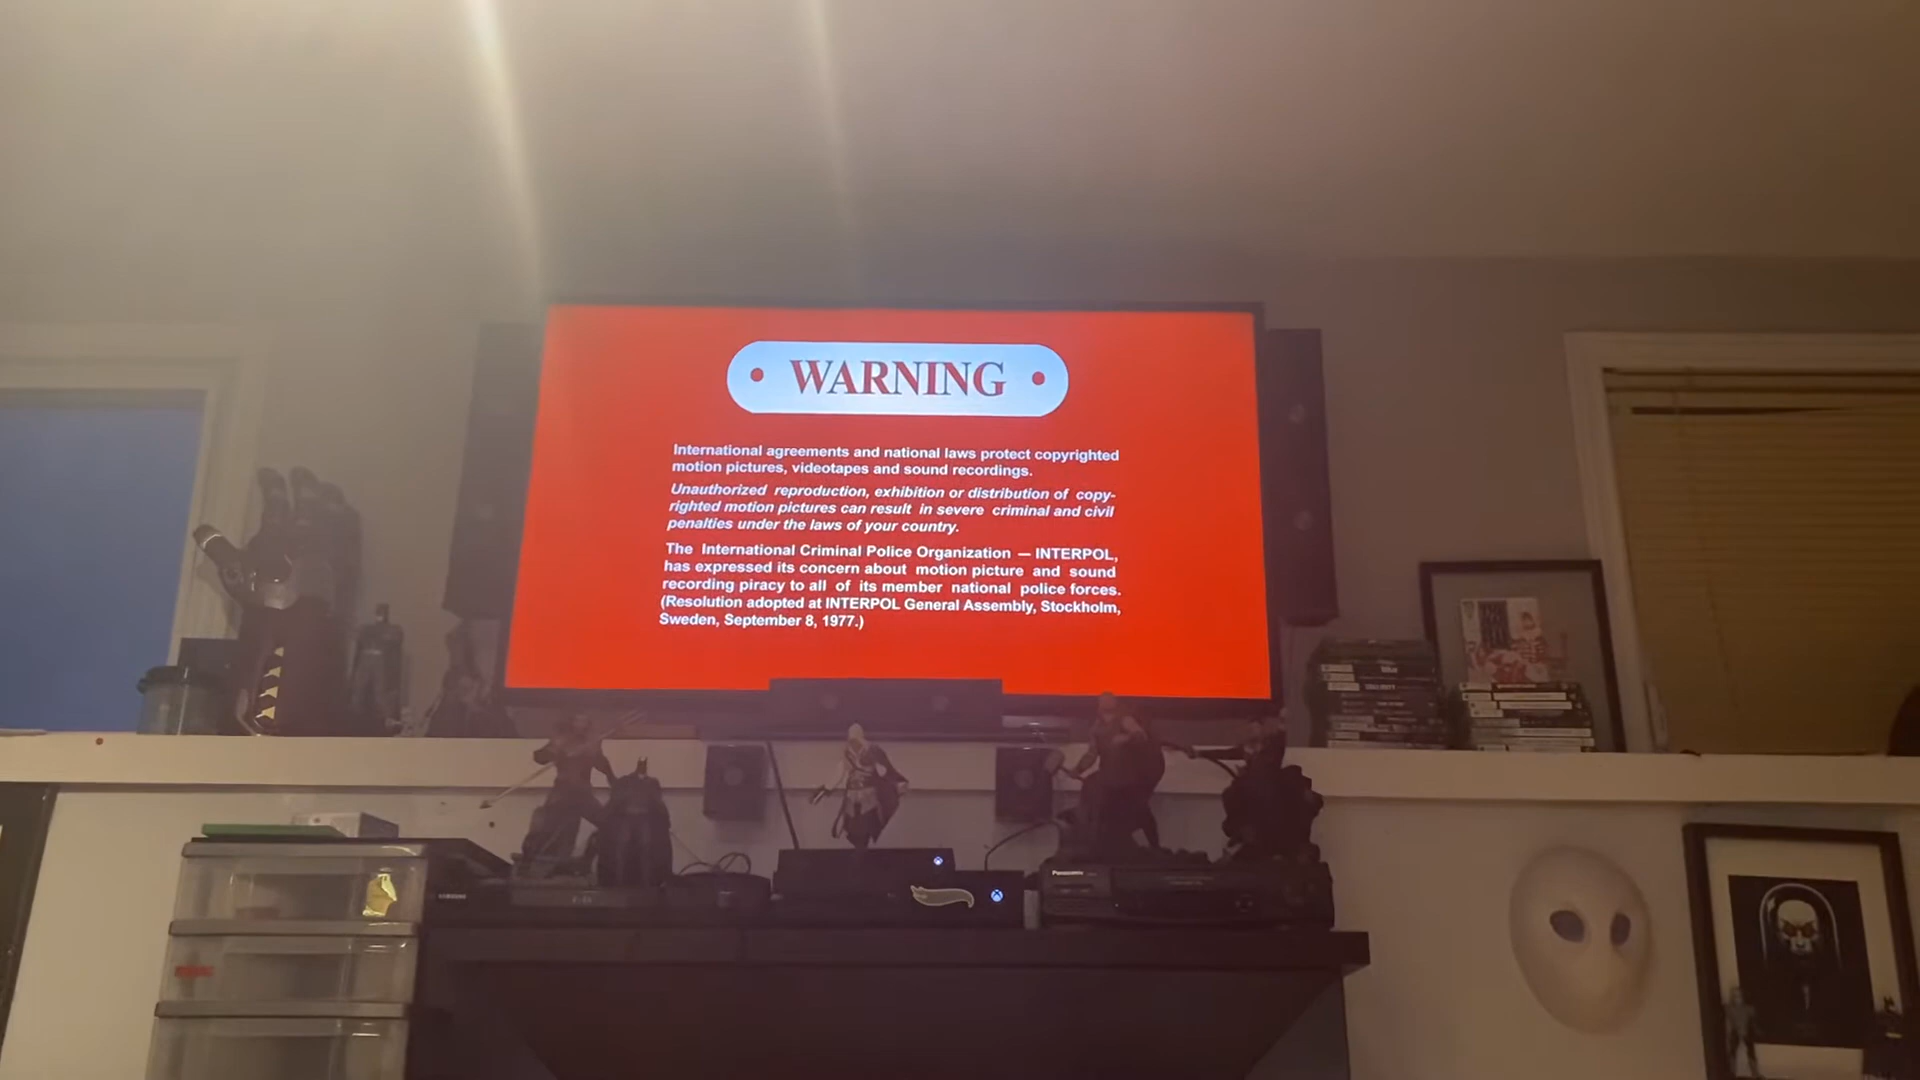 WARNING
International agreements and national laws protect copyrighted
motion pictures, videotapes and sound recordings.
Unauthorized reproduction, exhibition or distribution of copy-
righted motion pictures can result in severe criminal and civil
penalties under the laws of your country.
The International Criminal Police Organization — INTERPOL,
has expressed its concern about motion picture and sound
recording piracy to all of its member national police forces.
(Resolution adopted at INTERPOL General Assembly, Stockholm,
Sweden, September 8, 1977.)
Panasonic
SAMSUNG